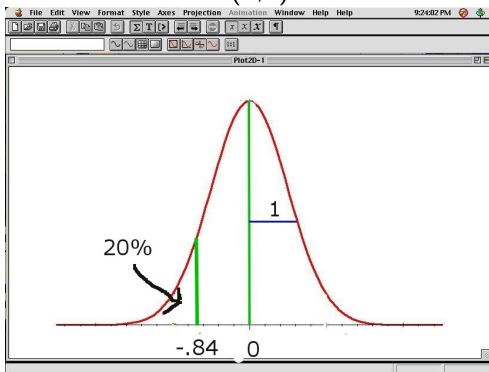 File Edit View Format Style Axes Projection Animation Window Help Help 9:24:02 PM
Σ T x x X ¶
Plot2D-1
1
20%
-.84 0